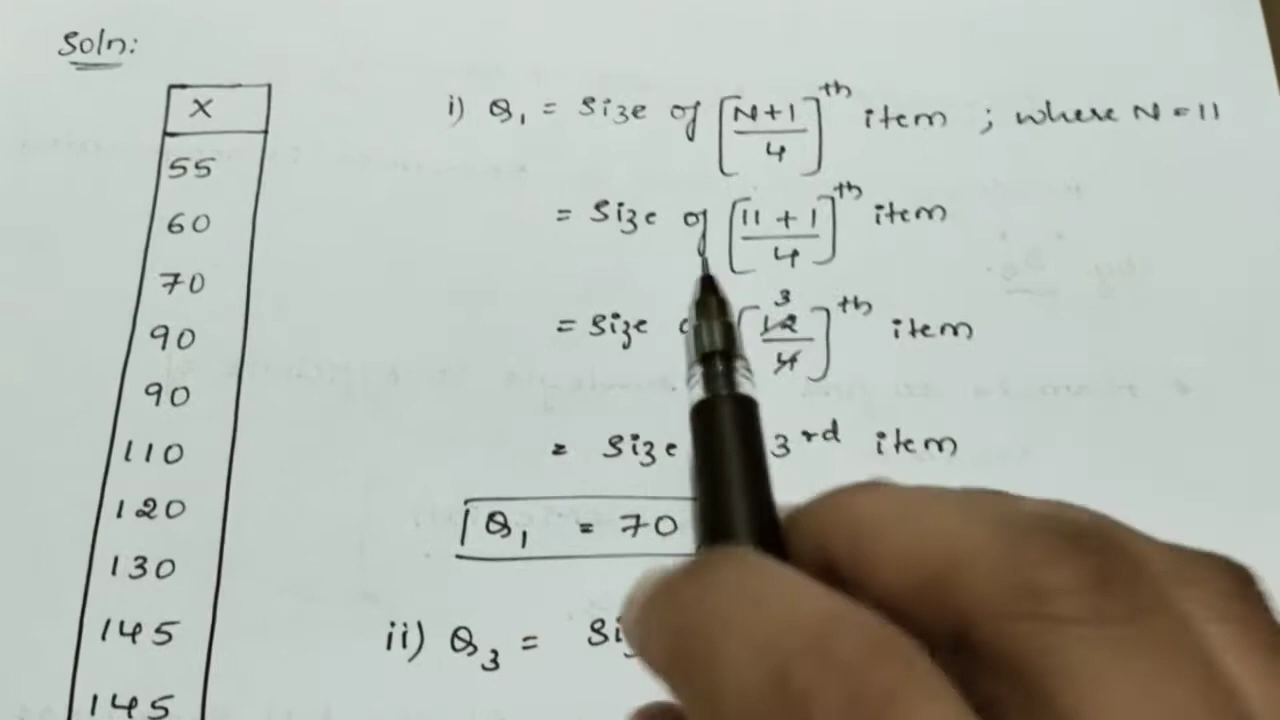 Soln:
X
55
60
70
90
90
110
120
130
145
145
i) Q₁ = Size of [N+1/4]ᵗʰ item ; where N = 11
= Size of [11 + 1/4]ᵗʰ item
= Size [12/4]ᵗʰ item 3
= Size 3ʳᵈ item
Q₁ = 70
ii) Q₃ =